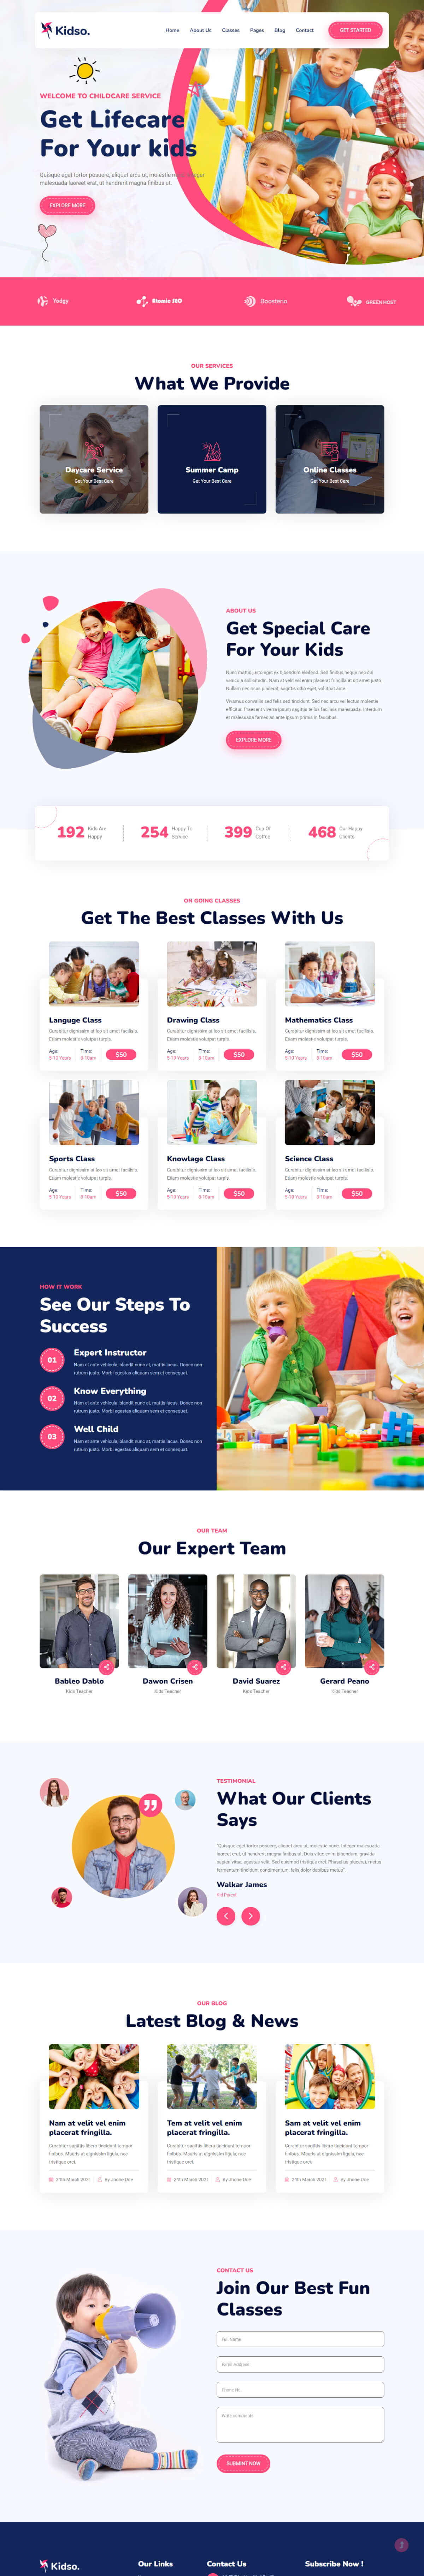 Kidso.
Home About Us Classes Pages Blog Contact GET STARTED
WELCOME TO CHILDCARE SERVICE
Get Lifecare
For Your kids
Quisque eget tortor posuere, aliquet arcu ut, molestie
malesuada laoreet erat, ut hendrerit magna finibus ut.
EXPLORE MORE
Yodgy Atomic SEO Boosterio GREEN HOST
OUR SERVICES
What We Provide
Daycare Service
Get Your Best Care
Summer Camp
Get Your Best Care
Online Classes
Get Your Best Care
ABOUT US
Get Special Care
For Your Kids
Nunc mattis justo eget ex bibendum eleifend. Sed finibus neque nec dui
vehicula sollicitudin. Nam at velit vel enim placerat fringilla at sit amet justo.
Nullam nec risus placerat, sagittis odio eget, volutpat ante
Vivamus convallis sed felis sed tincidunt. Sed nec arcu vel lectus molestie
efficitur. Praesent viverra ipsum sagittis tellus facilisis malesuada. Interdum
et malesuada fames ac ante ipsum primis in faucibus.
EXPLORE MORE
192 Kids Are
Happy
254 Happy To
Service
399 Cup Of
Coffee
468 Our Happy
Clients
ON GOING CLASSES
Get The Best Classes With Us
Languge Class
Curabitur dignissim at leo sit amet facilisis.
Etiam molestie volutpat turpis.
Age: Time:
5-10 Years 8-10am $50
Drawing Class
Curabitur dignissim at leo sit amet facilisis.
Etiam molestie volutpat turpis.
Age: Time:
5-10 Years 8-10am $50
Mathematics Class
Curabitur dignissim at leo sit amet facilisis.
Etiam molestie volutpat turpis.
Age: Time:
5-10 Years 8-10am $50
Sports Class
Curabitur dignissim at leo sit amet facilisis.
Etiam molestie volutpat turpis.
Age: Time:
5-10 Years 8-10am $50
Knowlage Class
Curabitur dignissim at leo sit amet facilisis.
Etiam molestie volutpat turpis.
Age: Time:
5-10 Years 8-10am $50
Science Class
Curabitur dignissim at leo sit amet facilisis.
Etiam molestie volutpat turpis.
Age: Time:
5-10 Years 8-10am $50
HOW IT WORK
See Our Steps To
Success
01 Expert Instructor
Nam et ante vehicula, blandit nunc at, mattis lacus. Donec non
rutrum justo. Morbi egestas aliquam sem et consequat.
02 Know Everything
Nam et ante vehicula, blandit nunc at, mattis lacus. Donec non
rutrum justo. Morbi egestas aliquam sem et consequat.
03 Well Child
Nam et ante vehicula, blandit nunc at, mattis lacus. Donec non
rutrum justo. Morbi egestas aliquam sem et consequat.
OUR TEAM
Our Expert Team
Bableo Dablo
Kids Teacher
Dawon Crisen
Kids Teacher
David Suarez
Kids Teacher
Gerard Peano
Kids Teacher
TESTIMONIAL
What Our Clients
Says
"Quisque eget tortor posuere, aliquet arcu ut, molestie nunc. Integer malesuada
laoreet erat, ut hendrerit magna finibus ut. Duis vitae enim bibendum, gravida
sapien vitae, egestas velit. Sed euismod tristique orci. Phasellus placerat, metus
fermentum tincidunt condimentum, felis dolor dapibus metus".
Walkar James
Kid Parent
OUR BLOG
Latest Blog & News
Nam at velit vel enim
placerat fringilla.
Curabitur sagittis libero tincidunt tempor
finibus. Mauris at dignissim ligula, nec
tristique orci.
24th March 2021 By Jhone Doe
Tem at velit vel enim
placerat fringilla.
Curabitur sagittis libero tincidunt tempor
finibus. Mauris at dignissim ligula, nec
tristique orci.
24th March 2021 By Jhone Doe
Sam at velit vel enim
placerat fringilla.
Curabitur sagittis libero tincidunt tempor
finibus. Mauris at dignissim ligula, nec
tristique orci.
24th March 2021 By Jhone Doe
CONTACT US
Join Our Best Fun
Classes
Full Name
Eamil Address
Phone No.
Write comments
SUBMINT NOW
Kidso. Our Links Contact Us Subscribe Now !